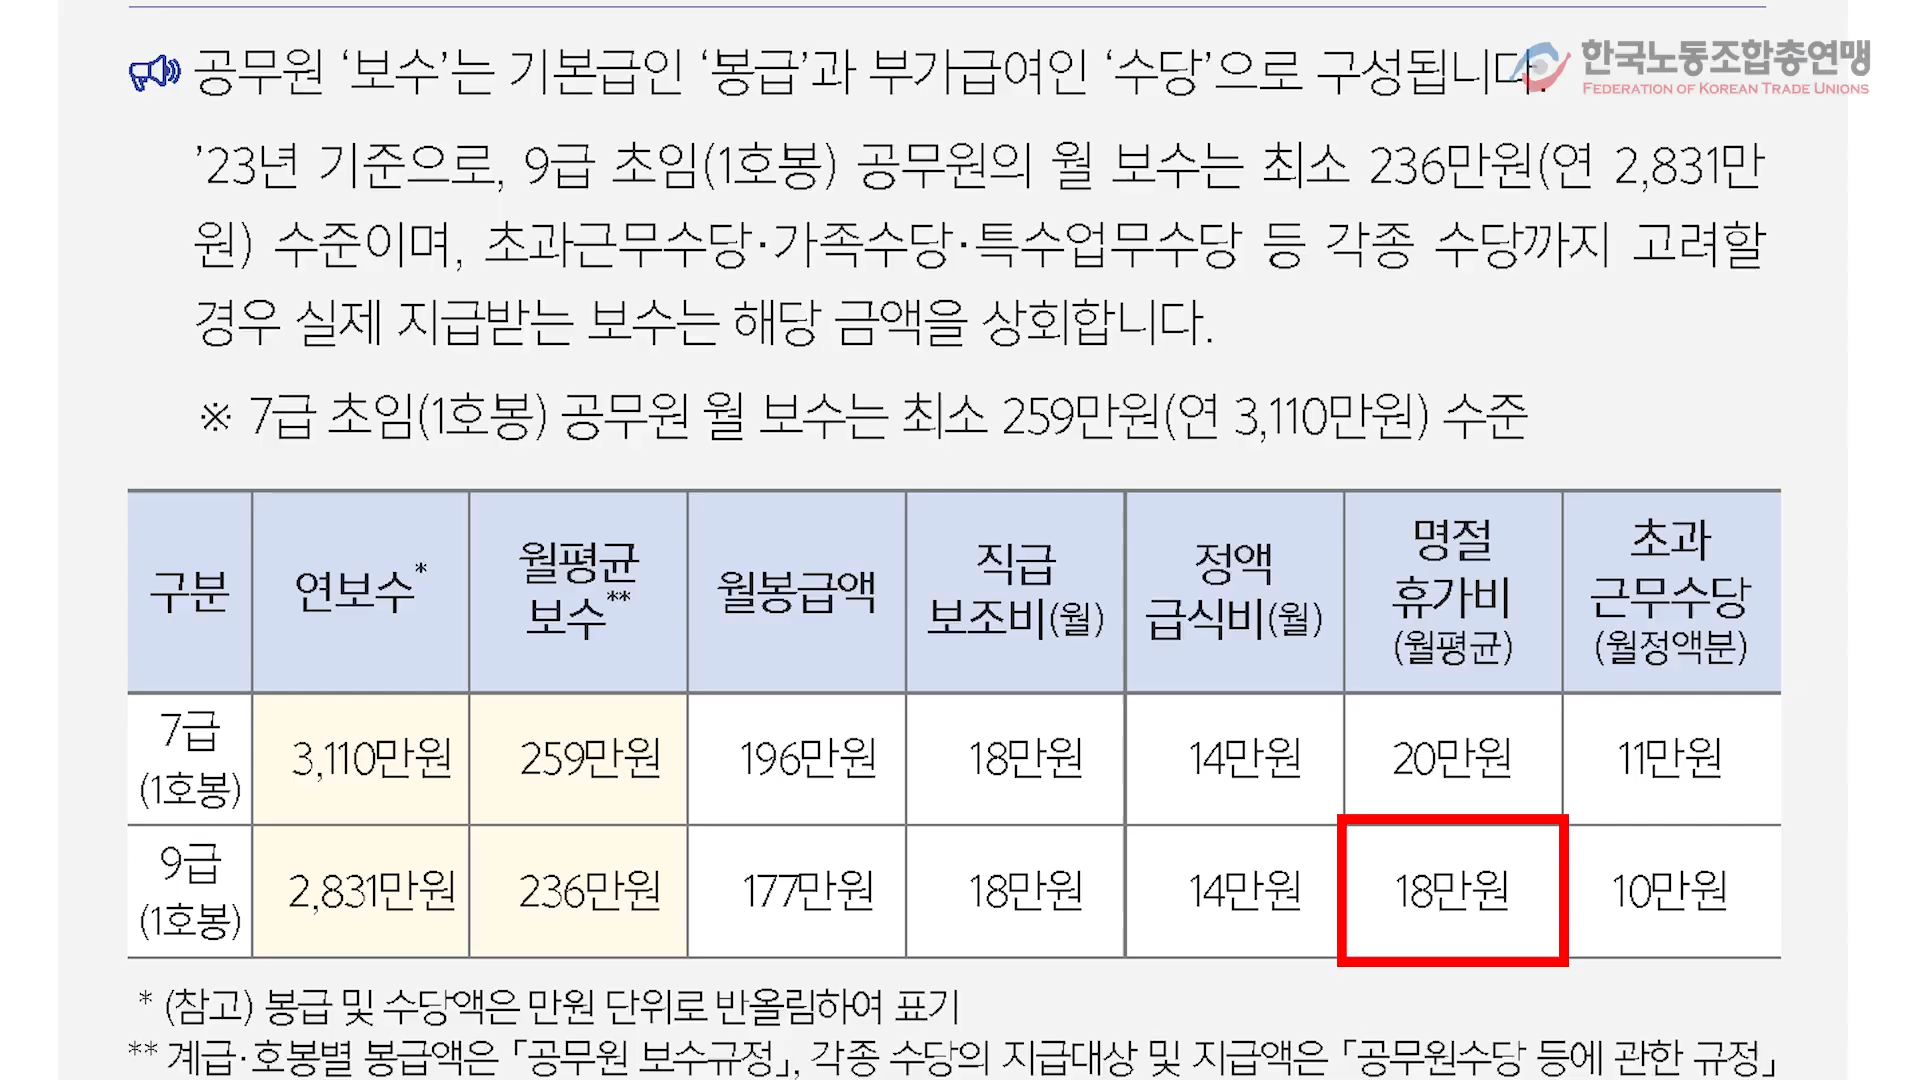 한국노동조합총연맹
FEDERATION OF KOREAN TRADE UNIONS
공무원 ‘보수’는 기본급인 ‘봉급’과 부가급여인 ‘수당’으로 구성됩니다.
’23년 기준으로, 9급 초임(1호봉) 공무원의 월 보수는 최소 236만원(연 2,831만
원) 수준이며, 초과근무수당·가족수당·특수업무수당 등 각종 수당까지 고려할
경우 실제 지급받는 보수는 해당 금액을 상회합니다.
※ 7급 초임(1호봉) 공무원 월 보수는 최소 259만원(연 3,110만원) 수준
구분 연보수* 월평균 보수** 월봉급액 직급 보조비(월) 정액 급식비(월) 명절 휴가비 (월평균) 초과 근무수당 (월정액분)
7급 (1호봉) 3,110만원 259만원 196만원 18만원 14만원 20만원 11만원
9급 (1호봉) 2,831만원 236만원 177만원 18만원 14만원 18만원 10만원
* (참고) 봉급 및 수당액은 만원 단위로 반올림하여 표기
** 계급·호봉별 봉급액은 「공무원 보수규정」, 각종 수당의 지급대상 및 지급액은 「공무원수당 등에 관한 규정」